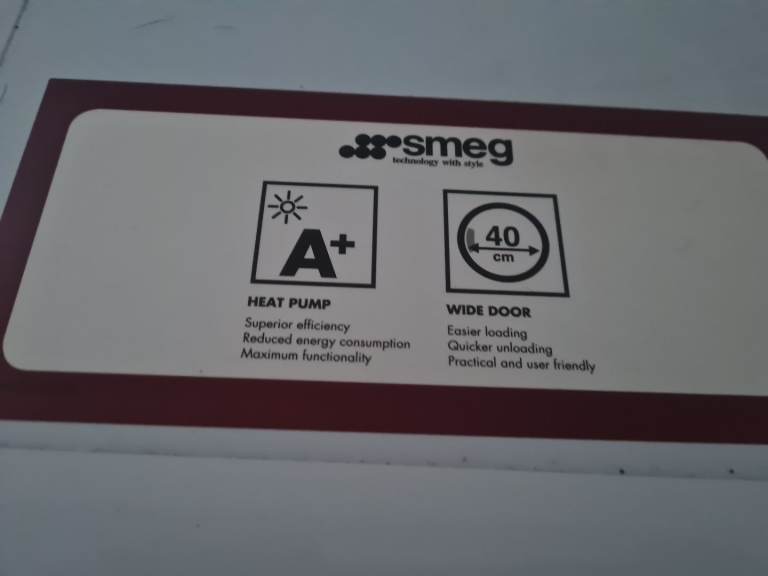 smeg
technology with style
A+
40
cm
HEAT PUMP
Superior efficiency
Reduced energy consumption
Maximum functionality
WIDE DOOR
Easier loading
Quicker unloading
Practical and user friendly